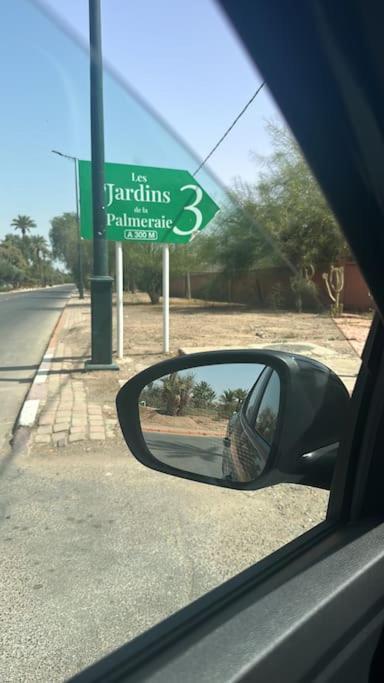 Les
Jardins
de la
Palmeraie
3
A 300 M